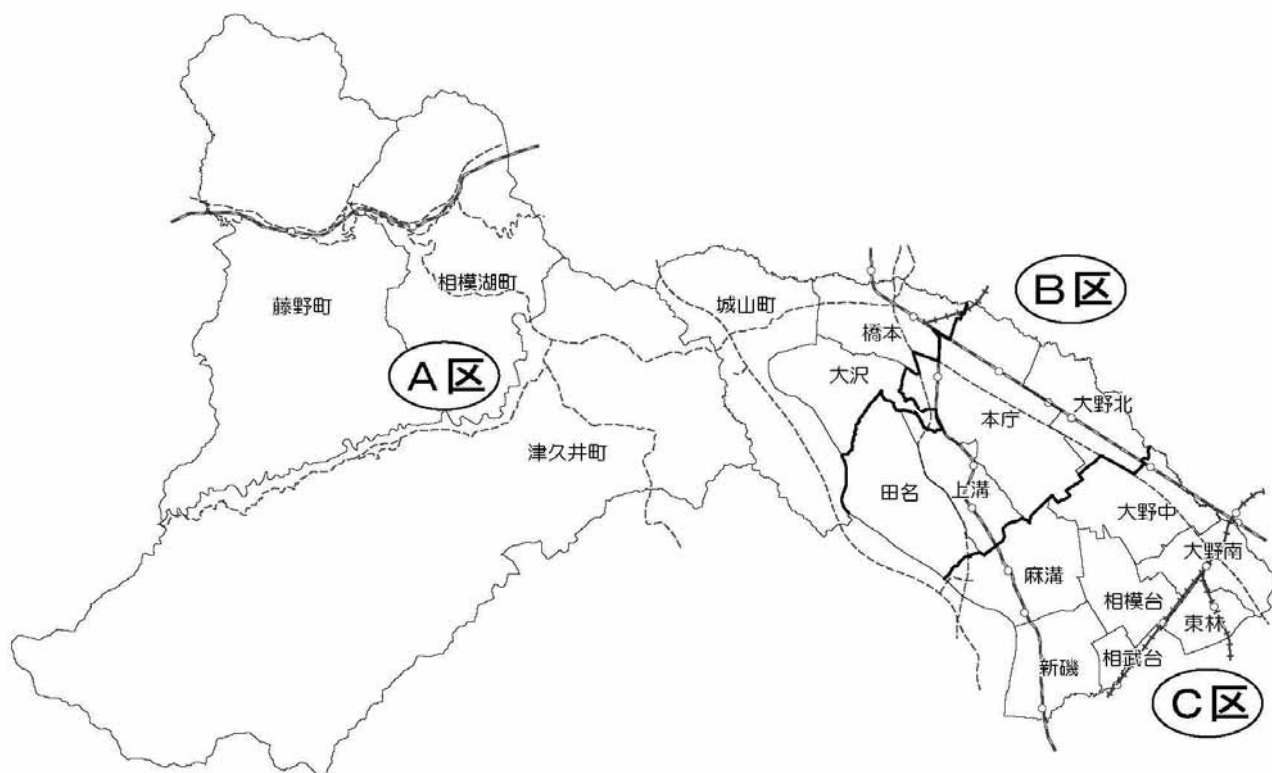 B区
相模湖町
藤野町
城山町
橋本
A区
大沢
大野北
本庁
津久井町
田名
上溝
大野中
大野南
麻溝
相模台
東林
相武台
新磯
C区